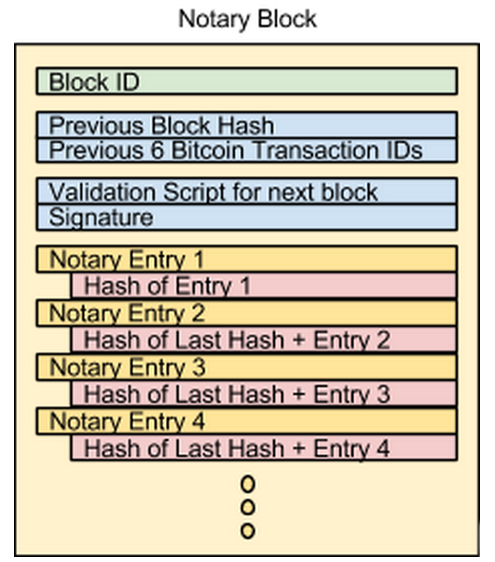 Notary Block
Block ID
Previous Block Hash
Previous 6 Bitcoin Transaction IDs
Validation Script for next block
Signature
Notary Entry 1
Hash of Entry 1
Notary Entry 2
Hash of Last Hash + Entry 2
Notary Entry 3
Hash of Last Hash + Entry 3
Notary Entry 4
Hash of Last Hash + Entry 4